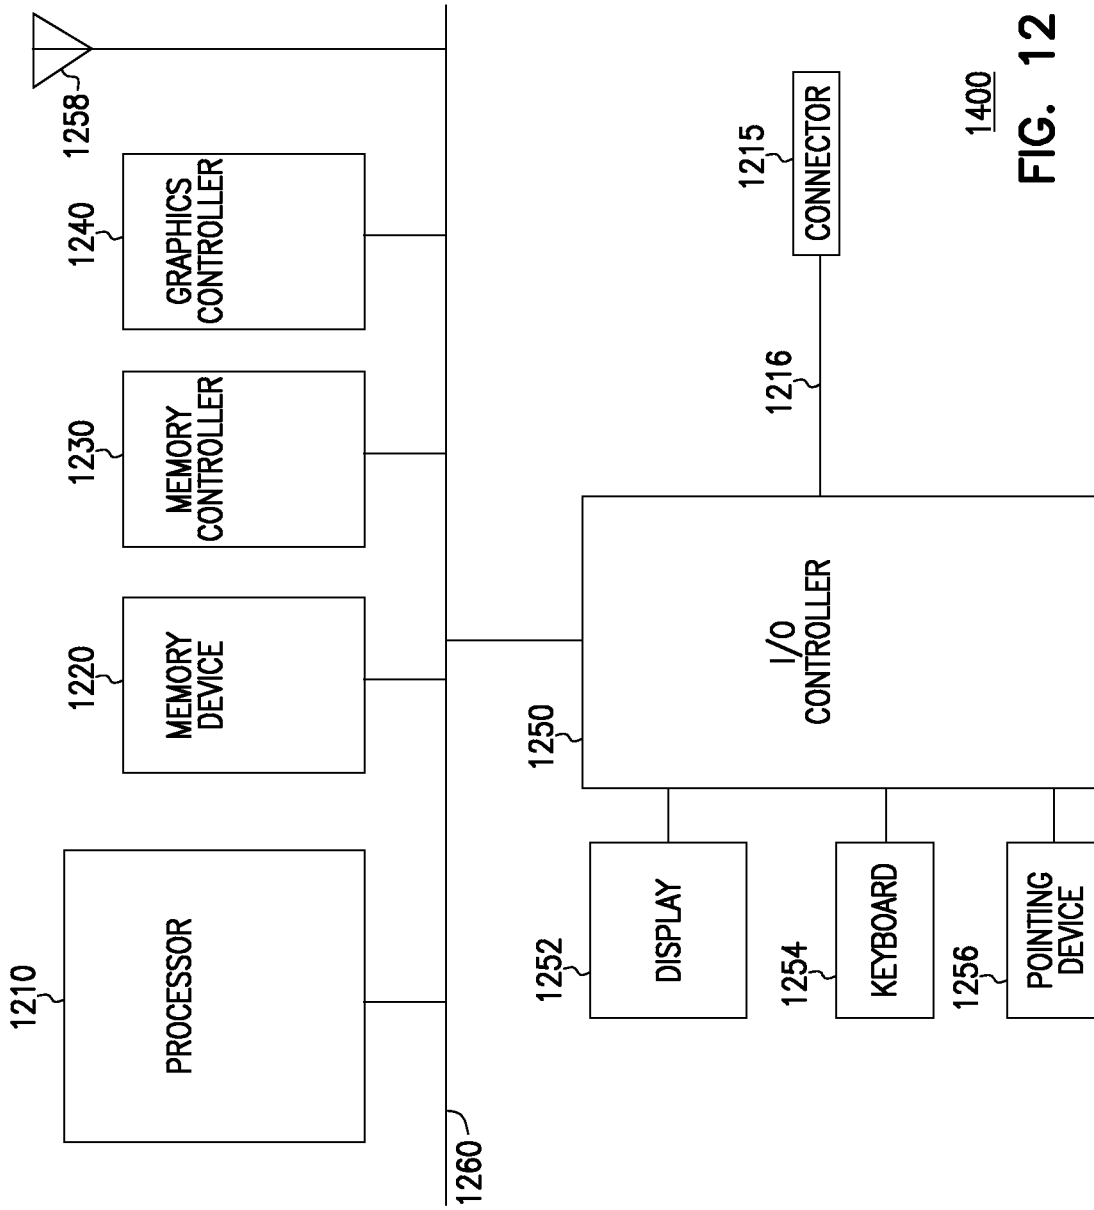 1210
PROCESSOR
1220
MEMORY
DEVICE
1230
MEMORY
CONTROLLER
1240
GRAPHICS
CONTROLLER
1258
1260
1250
I/O
CONTROLLER
1252
DISPLAY
1254
KEYBOARD
1256
POINTING
DEVICE
1216
1215
CONNECTOR
1400
FIG. 12